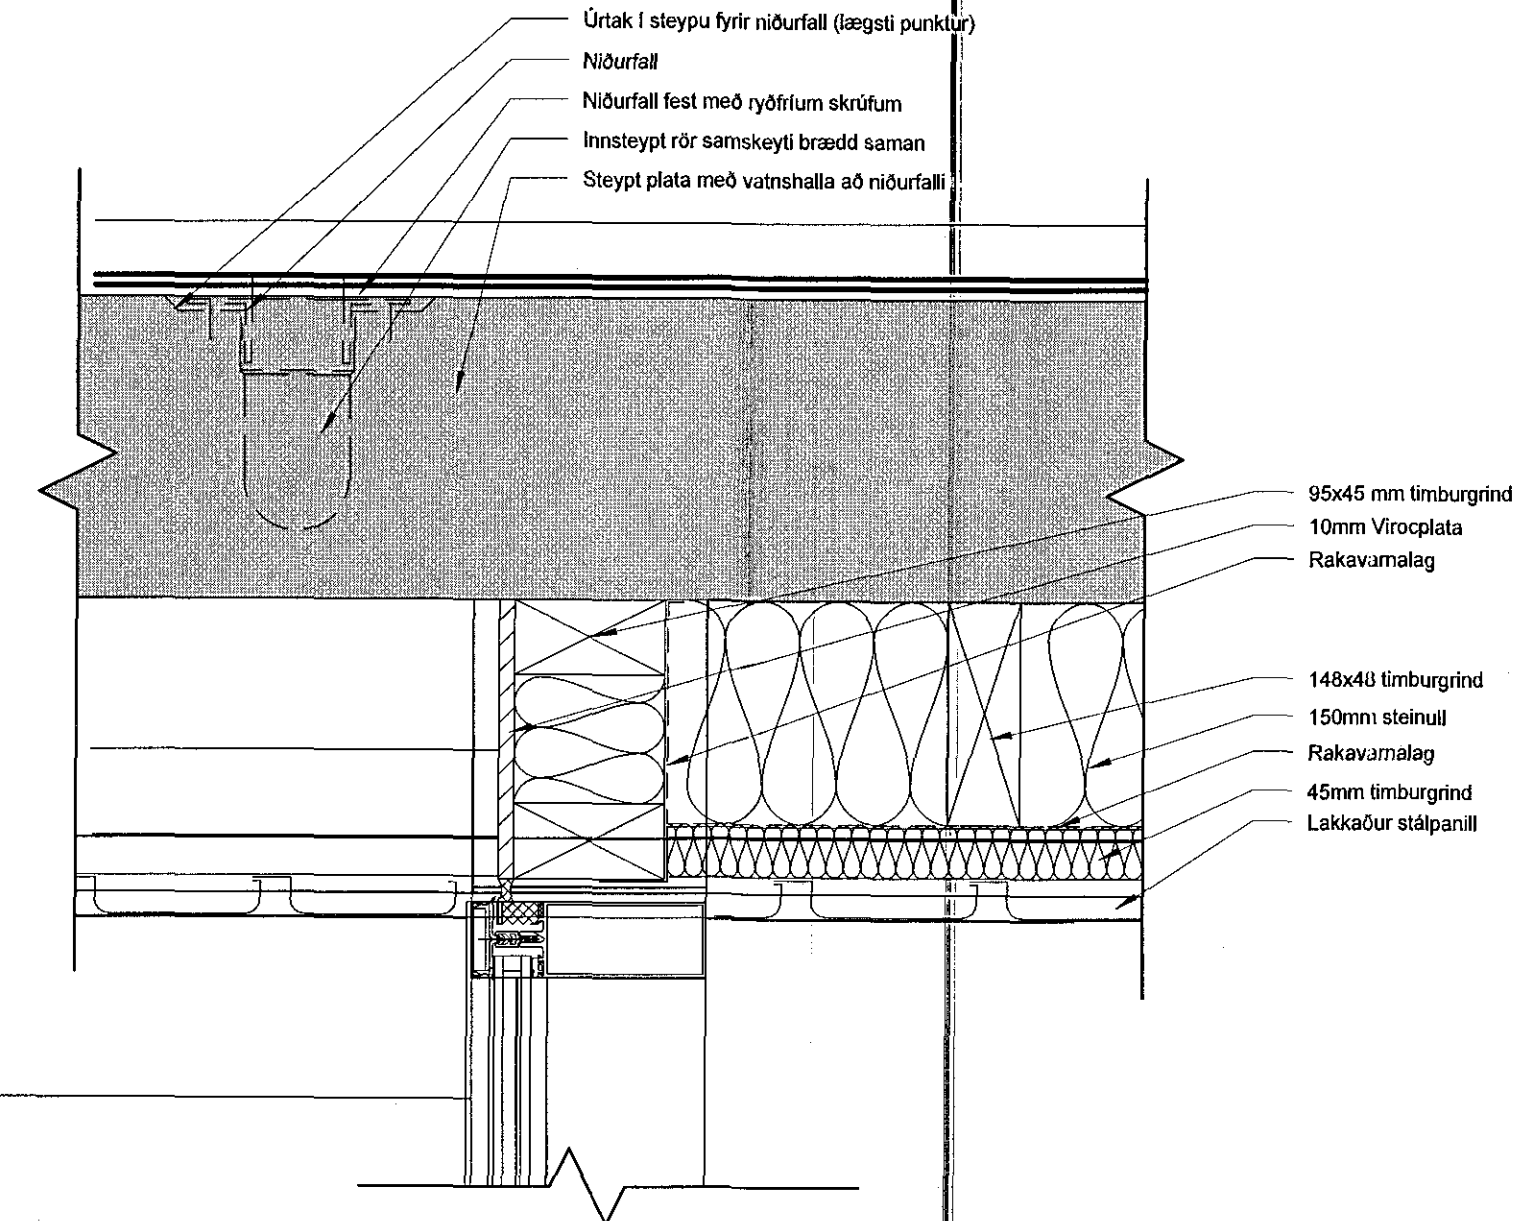 Úrtak í steypu fyrir niðurfall (lægsti punktur)
Niðurfall
Niðurfall fest með ryðfríum skrúfum
Innsteypt rör samskeyti brædd saman
Steypt plata með vatnshalla að niðurfalli
95x45 mm timburgrind
10mm Virocplata
Rakavarnalag
148x48 timburgrind
150mm steinull
Rakavarnalag
45mm timburgrind
Lakkaður stálpanill